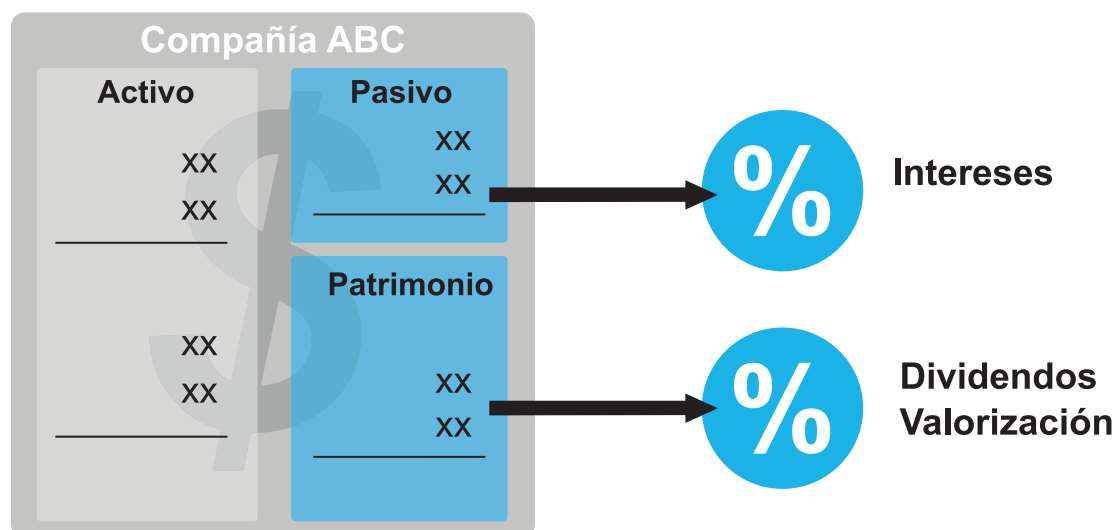 Compañía ABC
Activo
xx
xx
xx
xx
Pasivo
xx
xx
Patrimonio
xx
xx
%
Intereses
%
Dividendos
Valorización
$